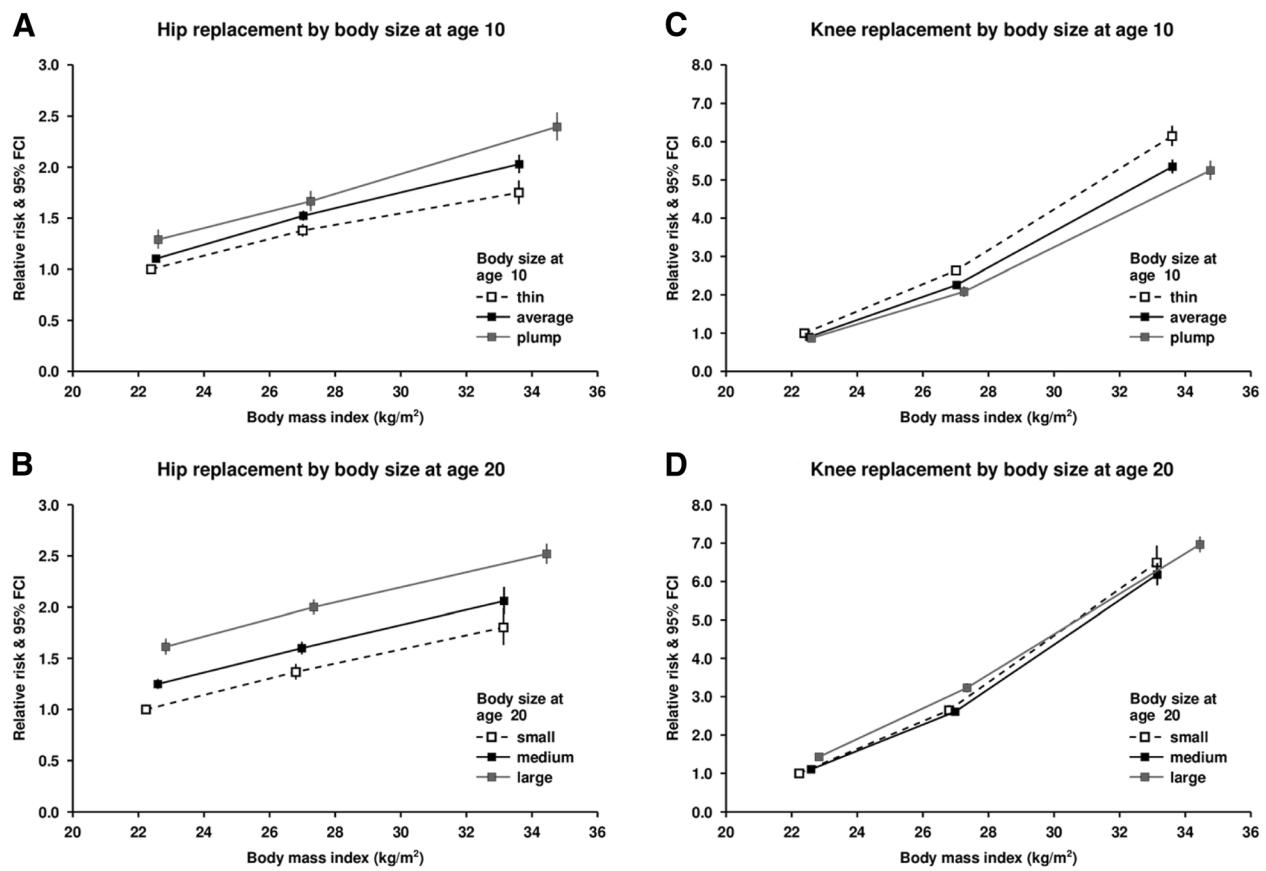 A
Hip replacement by body size at age 10
Relative risk & 95% FCI
3.0
2.5
2.0
1.5
1.0
0.5
0.0
20 22 24 26 28 30 32 34 36
Body mass index (kg/m²)
Body size at
age 10
thin
average
plump
C
Knee replacement by body size at age 10
Relative risk & 95% FCI
8.0
7.0
6.0
5.0
4.0
3.0
2.0
1.0
0.0
20 22 24 26 28 30 32 34 36
Body mass index (kg/m²)
Body size at
age 10
thin
average
plump
B
Hip replacement by body size at age 20
Relative risk & 95% FCI
3.0
2.5
2.0
1.5
1.0
0.5
0.0
20 22 24 26 28 30 32 34 36
Body mass index (kg/m²)
Body size at
age 20
small
medium
large
D
Knee replacement by body size at age 20
Relative risk & 95% FCI
8.0
7.0
6.0
5.0
4.0
3.0
2.0
1.0
0.0
20 22 24 26 28 30 32 34 36
Body mass index (kg/m²)
Body size at
age 20
small
medium
large